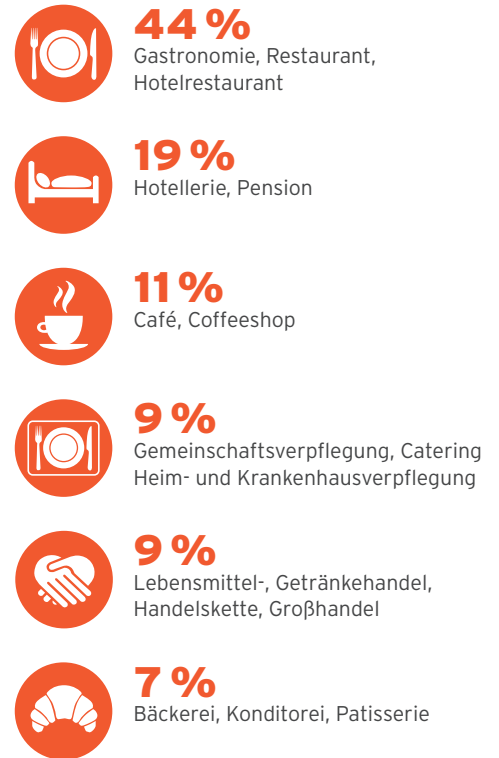 44 %
Gastronomie, Restaurant,
Hotelrestaurant
19 %
Hotellerie, Pension
11 %
Café, Coffeeshop
9 %
Gemeinschaftsverpflegung, Catering
Heim- und Krankenhausverpflegung
9 %
Lebensmittel-, Getränkehandel,
Handelskette, Großhandel
7 %
Bäckerei, Konditorei, Patisserie